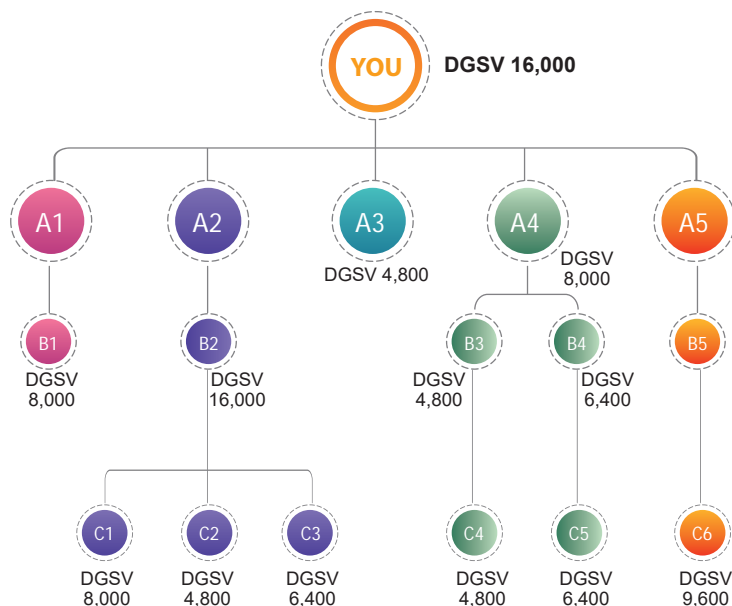 YOU
DGSV 16,000
A1
A2
A3
A4
A5
DGSV 4,800
DGSV
8,000
B1
B2
B3
B4
B5
DGSV
8,000
DGSV
16,000
DGSV
4,800
DGSV
6,400
C1
C2
C3
C4
C5
C6
DGSV
8,000
DGSV
4,800
DGSV
6,400
DGSV
4,800
DGSV
6,400
DGSV
9,600